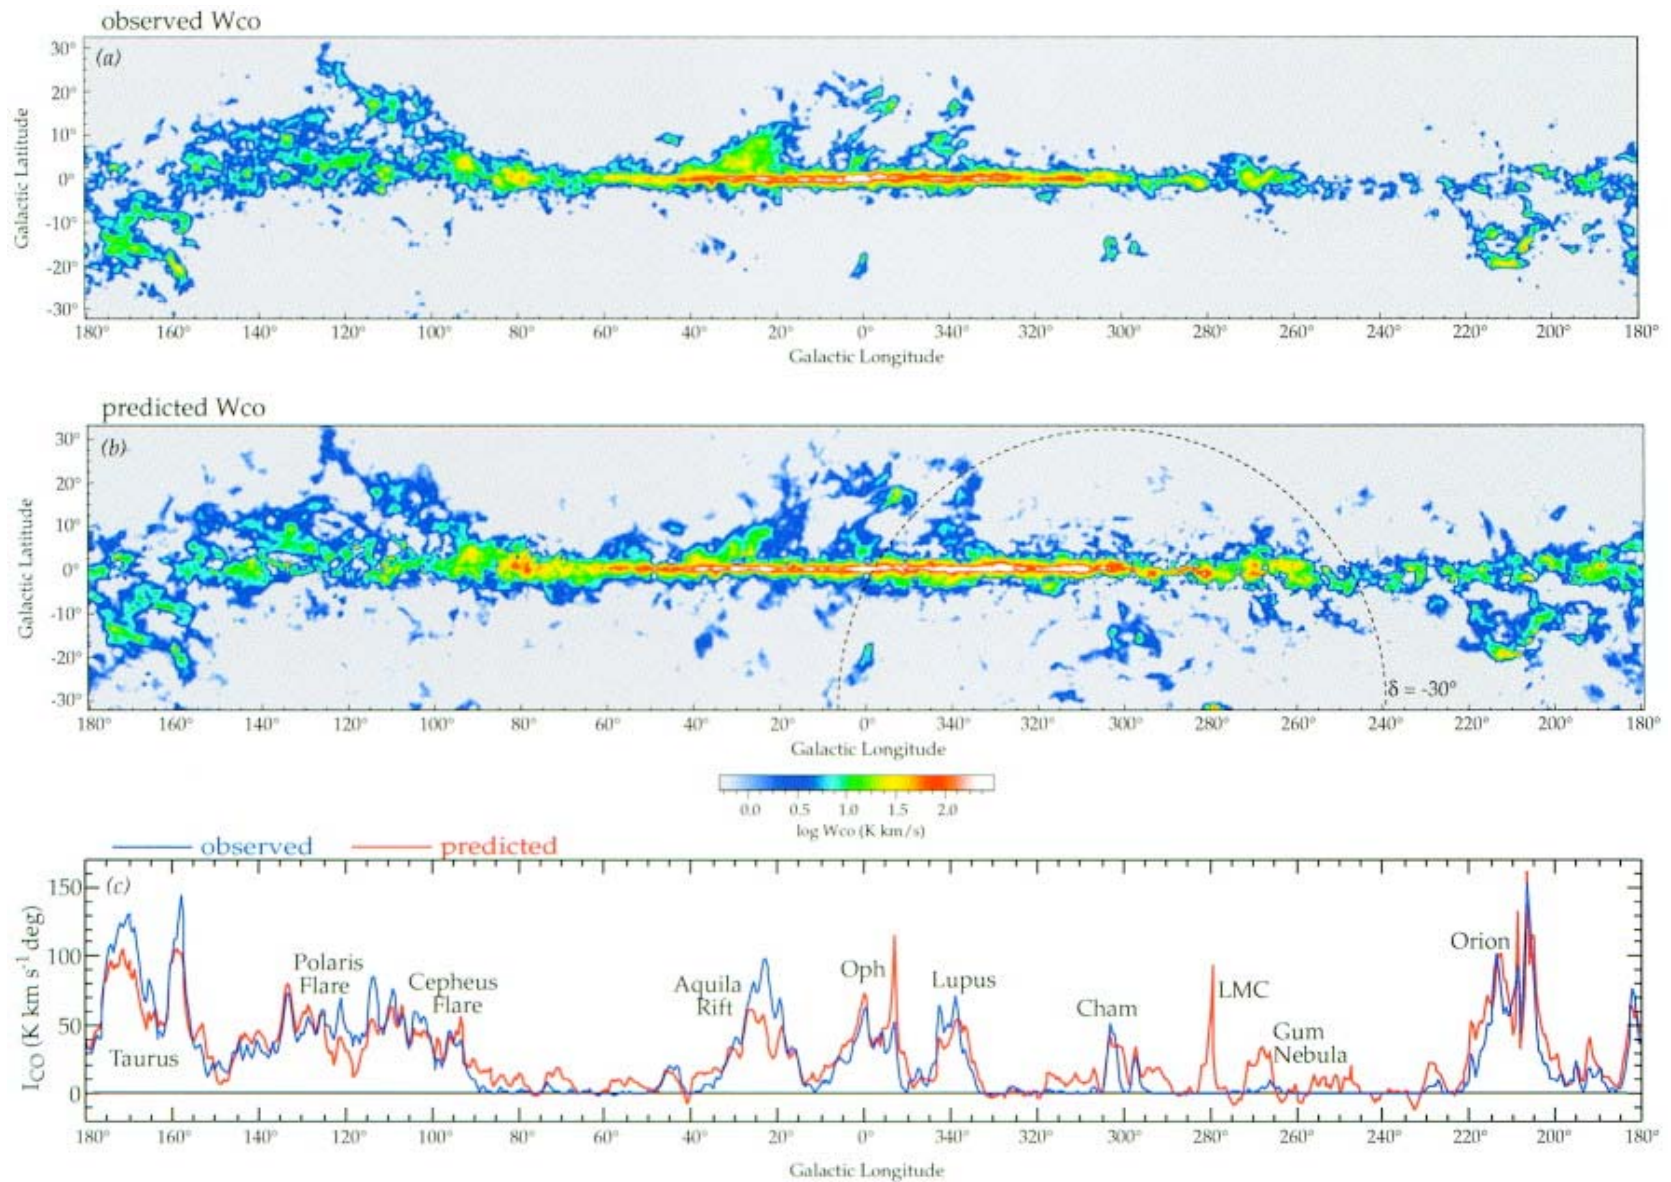 observed Wco
(a)
30°
20°
10°
0°
-10°
-20°
-30°
Galactic Latitude
180° 160° 140° 120° 100° 80° 60° 40° 20° 0° 340° 320° 300° 280° 260° 240° 220° 200° 180°
Galactic Longitude
predicted Wco
(b)
30°
20°
10°
0°
-10°
-20°
-30°
Galactic Latitude
δ = -30°
180° 160° 140° 120° 100° 80° 60° 40° 20° 0° 340° 320° 300° 280° 260° 240° 220° 200° 180°
Galactic Longitude
0.0 0.5 1.0 1.5 2.0
log Wco (K km/s)
observed predicted
(c)
150
100
50
0
I_CO (K km s⁻¹ deg)
Taurus
Polaris
Flare
Cepheus
Flare
Aquila
Rift
Oph
Lupus
Cham
LMC
Gum
Nebula
Orion
180° 160° 140° 120° 100° 80° 60° 40° 20° 0° 340° 320° 300° 280° 260° 240° 220° 200° 180°
Galactic Longitude